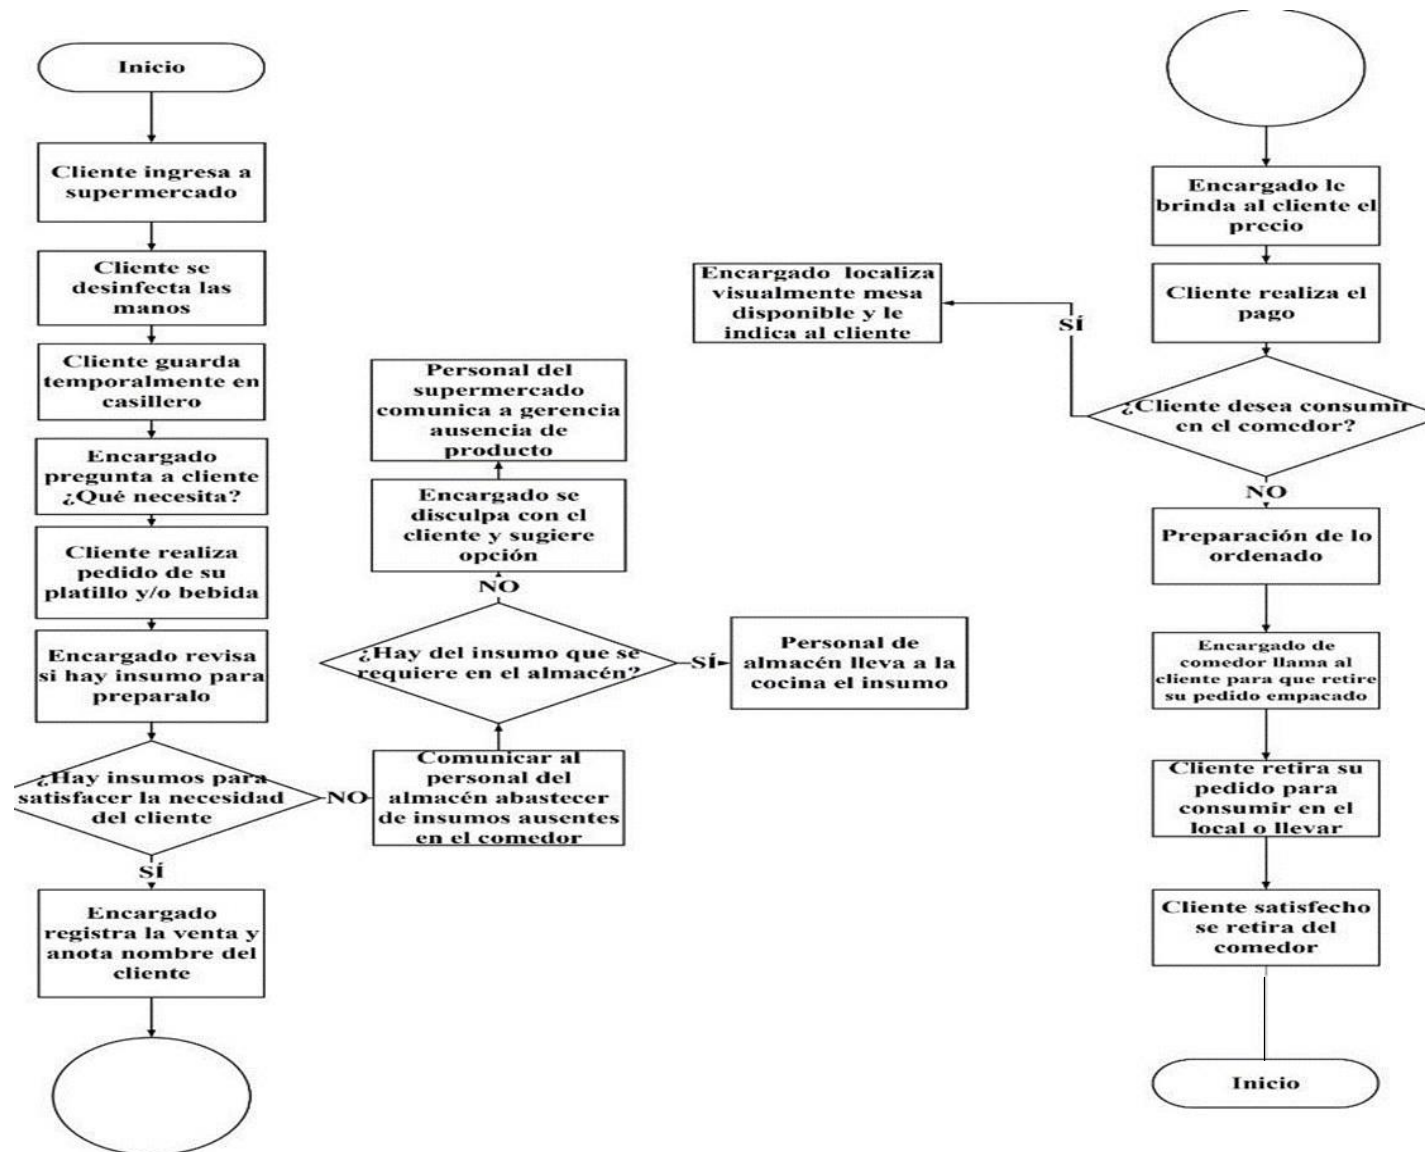 Inicio
Cliente ingresa a
supermercado
Cliente se
desinfecta las
manos
Cliente guarda
temporalmente en
casillero
Encargado
pregunta a cliente
¿Qué necesita?
Cliente realiza
pedido de su
platillo y/o bebida
Encargado revisa
si hay insumo para
preparalo
¿Hay insumos para
satisfacer la necesidad
del cliente
NO
SÍ
Encargado
registra la venta y
anota nombre del
cliente
Personal del
supermercado
comunica a gerencia
ausencia de
producto
Encargado se
disculpa con el
cliente y sugiere
opción
NO
¿Hay del insumo que se
requiere en el almacén?
SÍ
Comunicar al
personal del
almacén abastecer
de insumos ausentes
en el comedor
Personal de
almacén lleva a la
cocina el insumo
Encargado localiza
visualmente mesa
disponible y le
indica al cliente
SÍ
Encargado le
brinda al cliente el
precio
Cliente realiza el
pago
¿Cliente desea consumir
en el comedor?
NO
Preparación de lo
ordenado
Encargado de
comedor llama al
cliente para que retire
su pedido empacado
Cliente retira su
pedido para
consumir en el
local o llevar
Cliente satisfecho
se retira del
comedor
Inicio